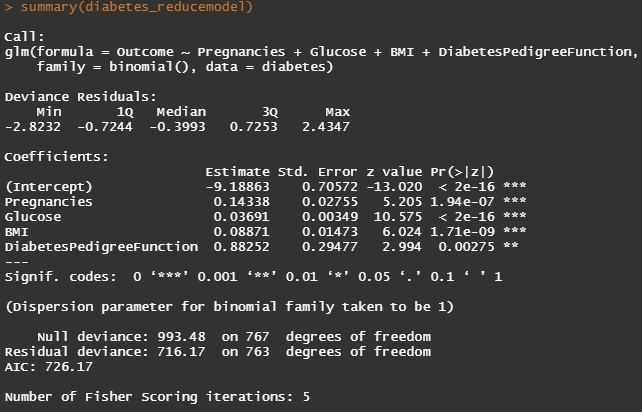 > summary(diabetes_reducemodel)
Call:
glm(formula = Outcome ~ Pregnancies + Glucose + BMI + DiabetesPedigreeFunction,
    family = binomial(), data = diabetes)
Deviance Residuals:
    Min      1Q  Median      3Q     Max
-2.8232 -0.7244 -0.3993  0.7253  2.4347
Coefficients:
                         Estimate Std. Error z value Pr(>|z|)
(Intercept)              -9.18863    0.70572 -13.020  < 2e-16 ***
Pregnancies               0.14338    0.02755   5.205 1.94e-07 ***
Glucose                   0.03691    0.00349  10.575  < 2e-16 ***
BMI                       0.08871    0.01473   6.024 1.71e-09 ***
DiabetesPedigreeFunction  0.88252    0.29477   2.994  0.00275 **
---
Signif. codes:  0 ‘***’ 0.001 ‘**’ 0.01 ‘*’ 0.05 ‘.’ 0.1 ‘ ’ 1
(Dispersion parameter for binomial family taken to be 1)
    Null deviance: 993.48  on 767  degrees of freedom
Residual deviance: 716.17  on 763  degrees of freedom
AIC: 726.17
Number of Fisher Scoring iterations: 5